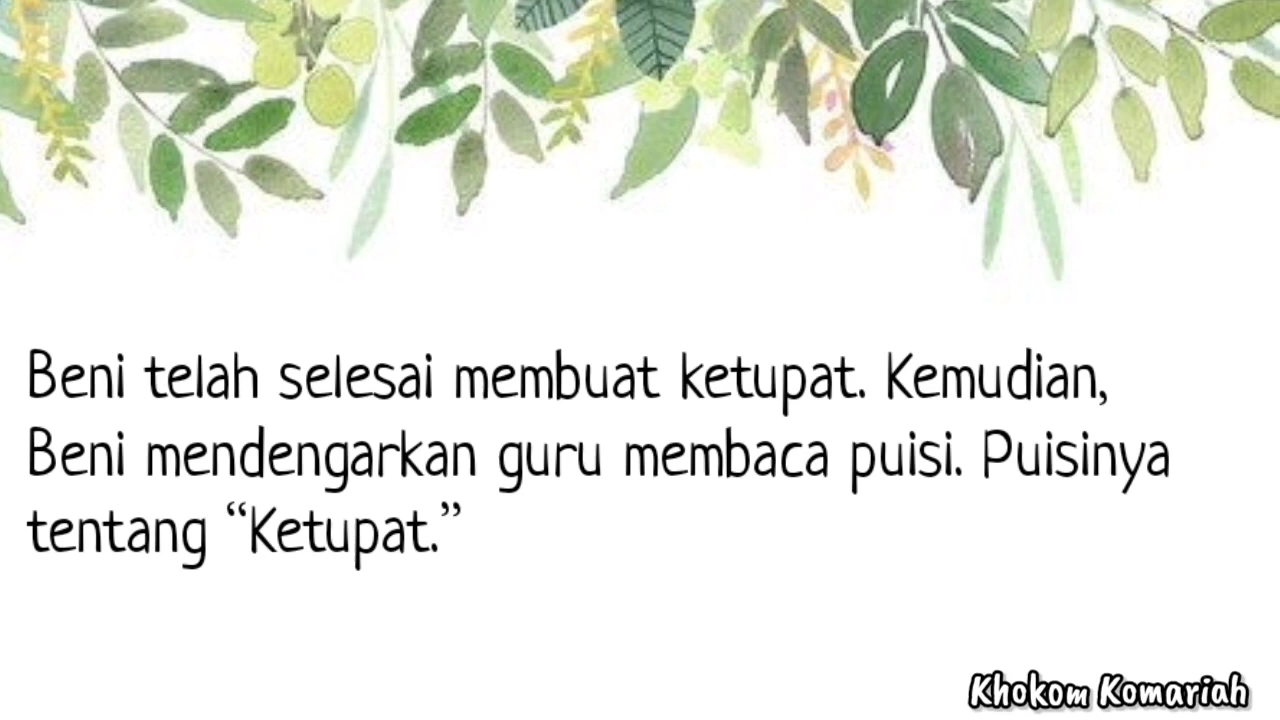 Beni telah selesai membuat ketupat. Kemudian,
Beni mendengarkan guru membaca puisi. Puisinya
tentang “Ketupat.”
Khokom Komariah